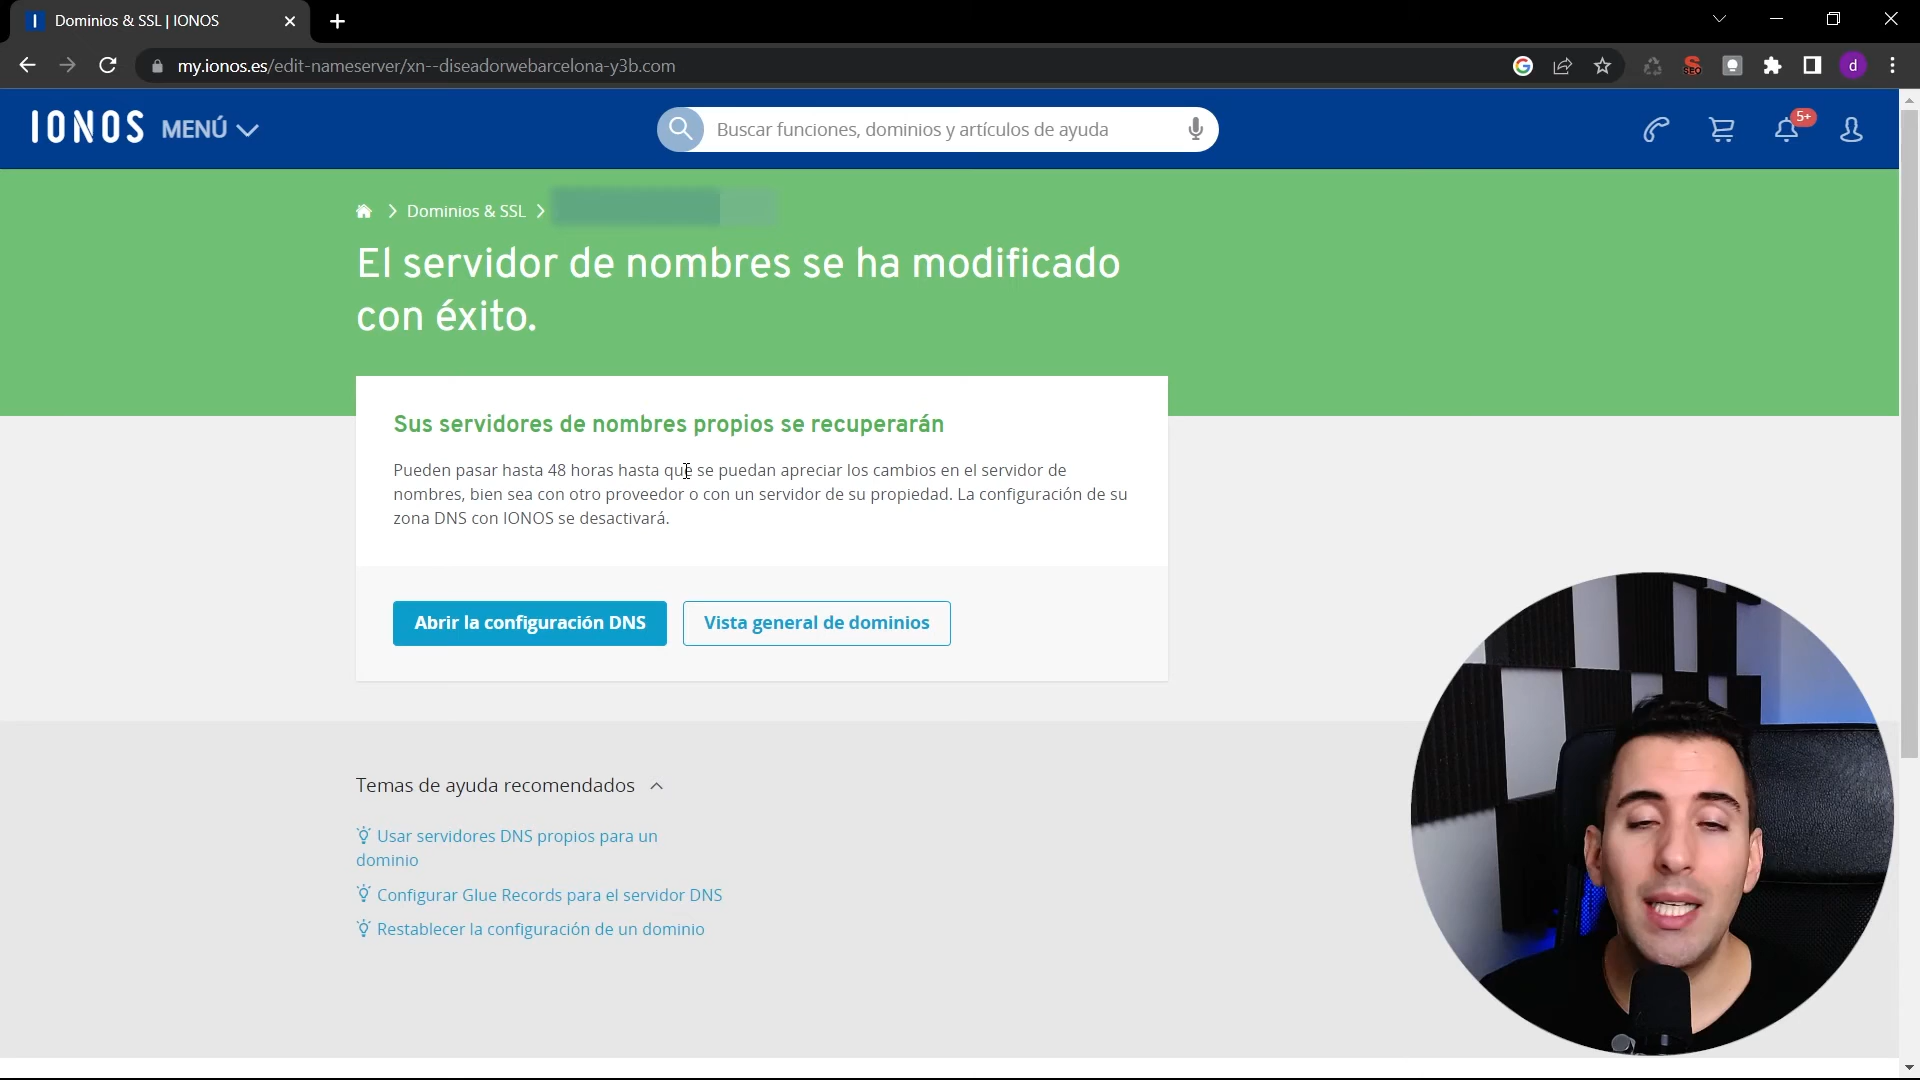 Dominios & SSL | IONOS
my.ionos.es/edit-nameserver/xn--diseadorwebarcelona-y3b.com
SEO
d
IONOS MENÚ
Buscar funciones, dominios y artículos de ayuda
5+
Dominios & SSL
El servidor de nombres se ha modificado
con éxito.
Sus servidores de nombres propios se recuperarán
Pueden pasar hasta 48 horas hasta que se puedan apreciar los cambios en el servidor de
nombres, bien sea con otro proveedor o con un servidor de su propiedad. La configuración de su
zona DNS con IONOS se desactivará.
Abrir la configuración DNS
Vista general de dominios
Temas de ayuda recomendados
Usar servidores DNS propios para un
dominio
Configurar Glue Records para el servidor DNS
Restablecer la configuración de un dominio